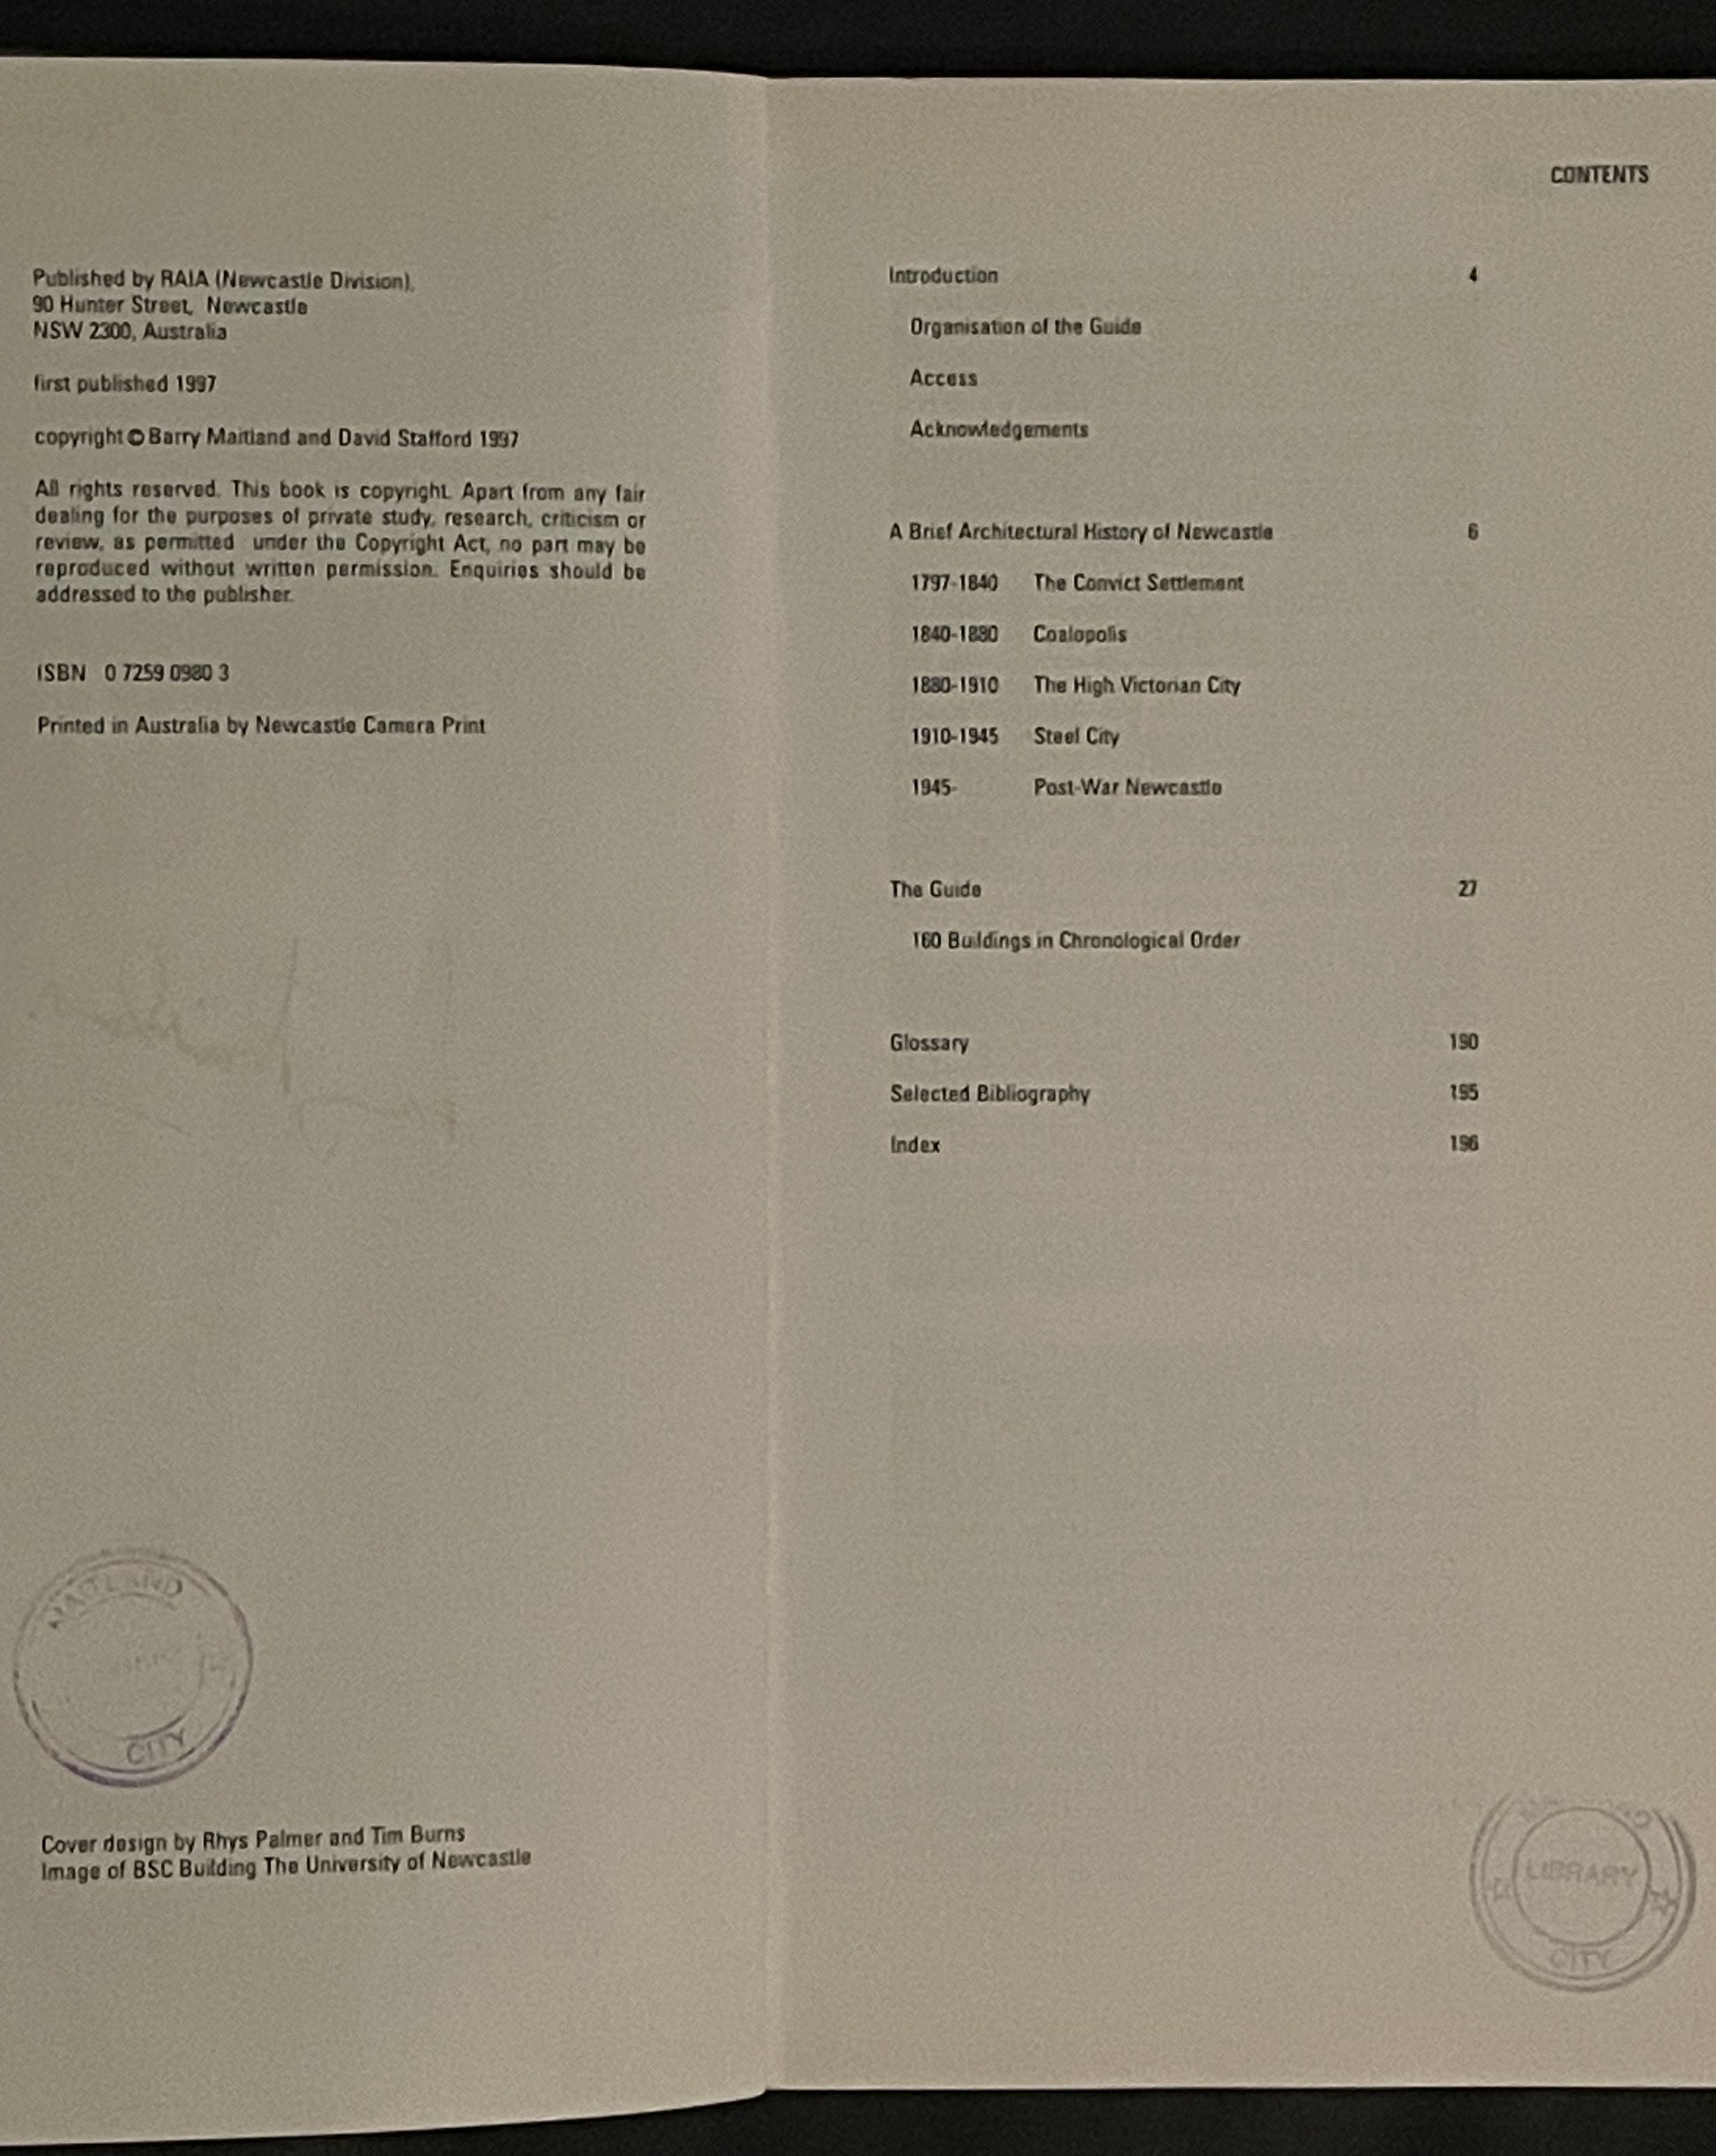 Published by RAIA (Newcastle Division),
90 Hunter Street, Newcastle
NSW 2300, Australia
first published 1997
copyright © Barry Maitland and David Stafford 1997
All rights reserved. This book is copyright. Apart from any fair
dealing for the purposes of private study, research, criticism or
review, as permitted under the Copyright Act, no part may be
reproduced without written permission. Enquiries should be
addressed to the publisher.
ISBN 0 7259 0980 3
Printed in Australia by Newcastle Camera Print
MAITLAND
CITY
Cover design by Rhys Palmer and Tim Burns
Image of BSC Building The University of Newcastle
CONTENTS
Introduction 4
Organisation of the Guide
Access
Acknowledgements
A Brief Architectural History of Newcastle 6
1797-1840 The Convict Settlement
1840-1880 Coalopolis
1880-1910 The High Victorian City
1910-1945 Steel City
1945- Post-War Newcastle
The Guide 27
160 Buildings in Chronological Order
Glossary 190
Selected Bibliography 195
Index 196
LIBRARY
CITY